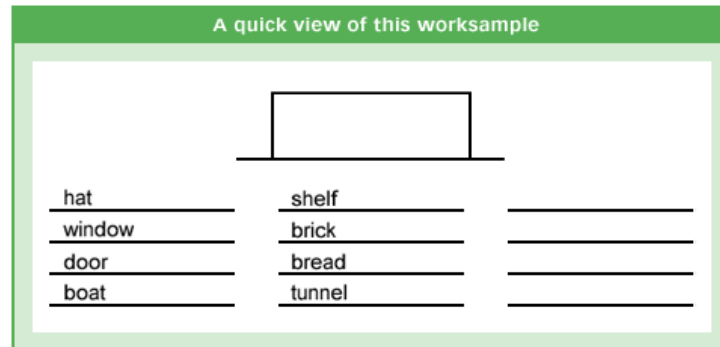 A quick view of this worksample
hat
window
door
boat
shelf
brick
bread
tunnel